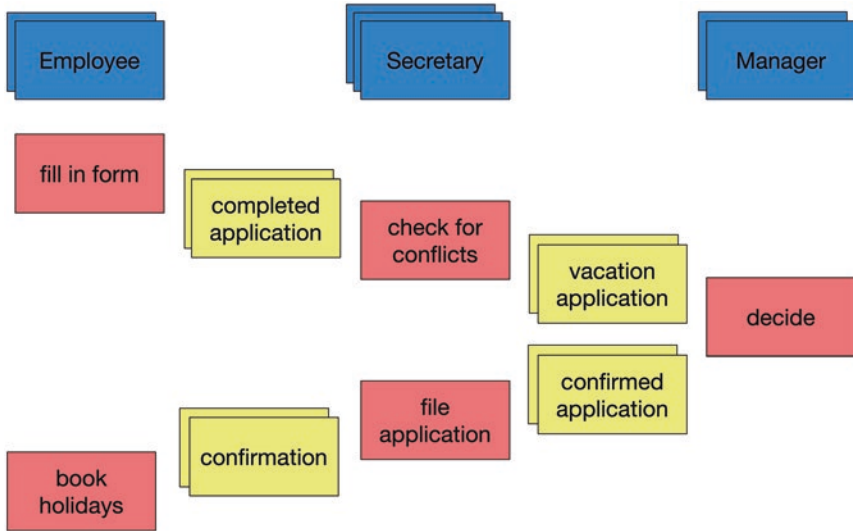 Employee
Secretary
Manager
fill in form
completed
application
check for
conflicts
vacation
application
decide
confirmed
application
file
application
confirmation
book
holidays